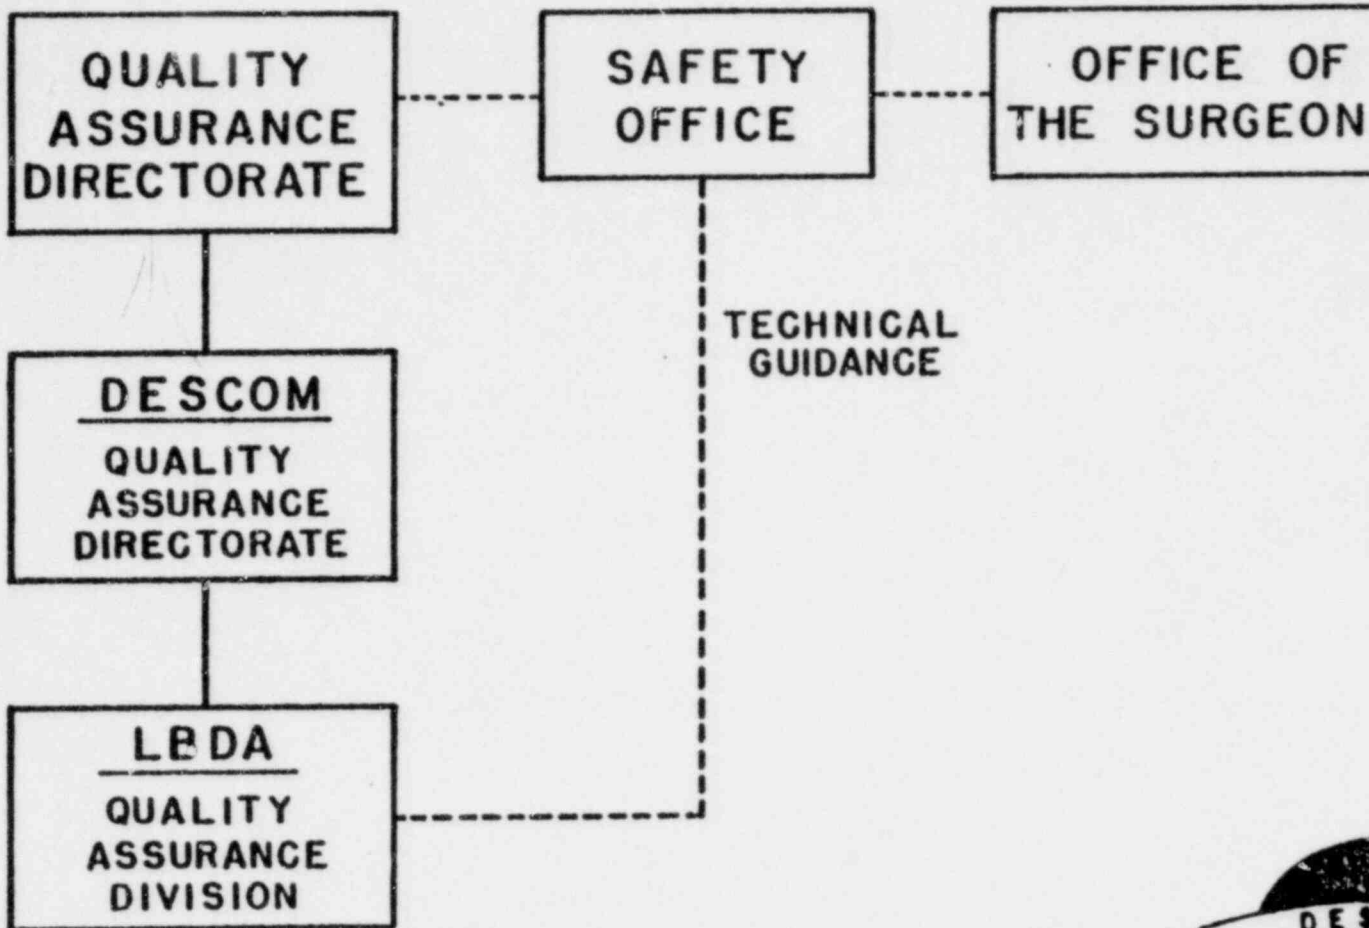 QUALITY
ASSURANCE
DIRECTORATE
SAFETY
OFFICE
OFFICE OF
THE SURGEON
TECHNICAL
GUIDANCE
DESCOM
QUALITY
ASSURANCE
DIRECTORATE
LBDA
QUALITY
ASSURANCE
DIVISION